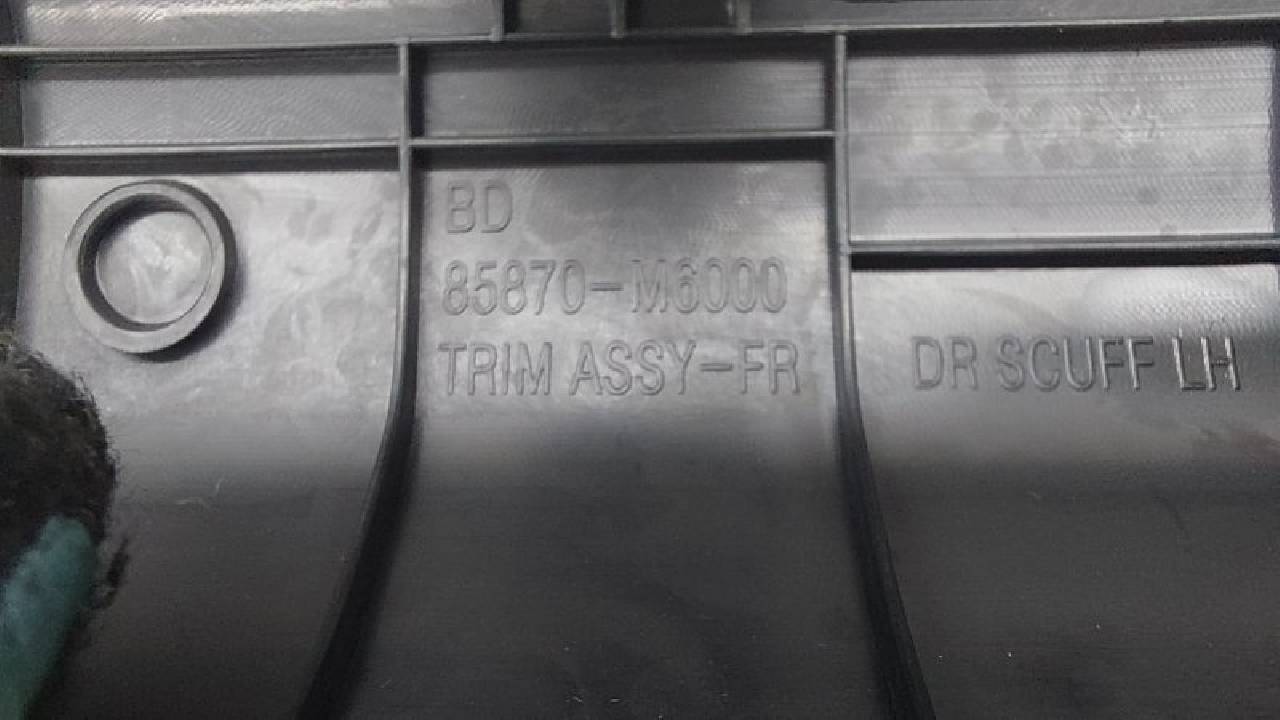 BD
85870-M6000
TRIM ASSY-FR
DR SCUFF LH